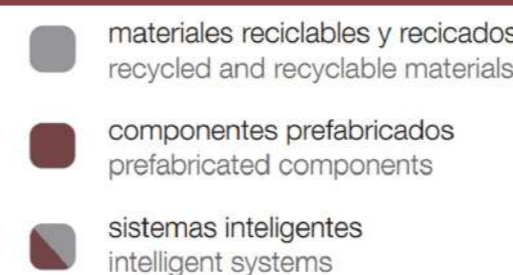 materiales reciclables y recicados
recycled and recyclable materials
componentes prefabricados
prefabricated components
sistemas inteligentes
intelligent systems